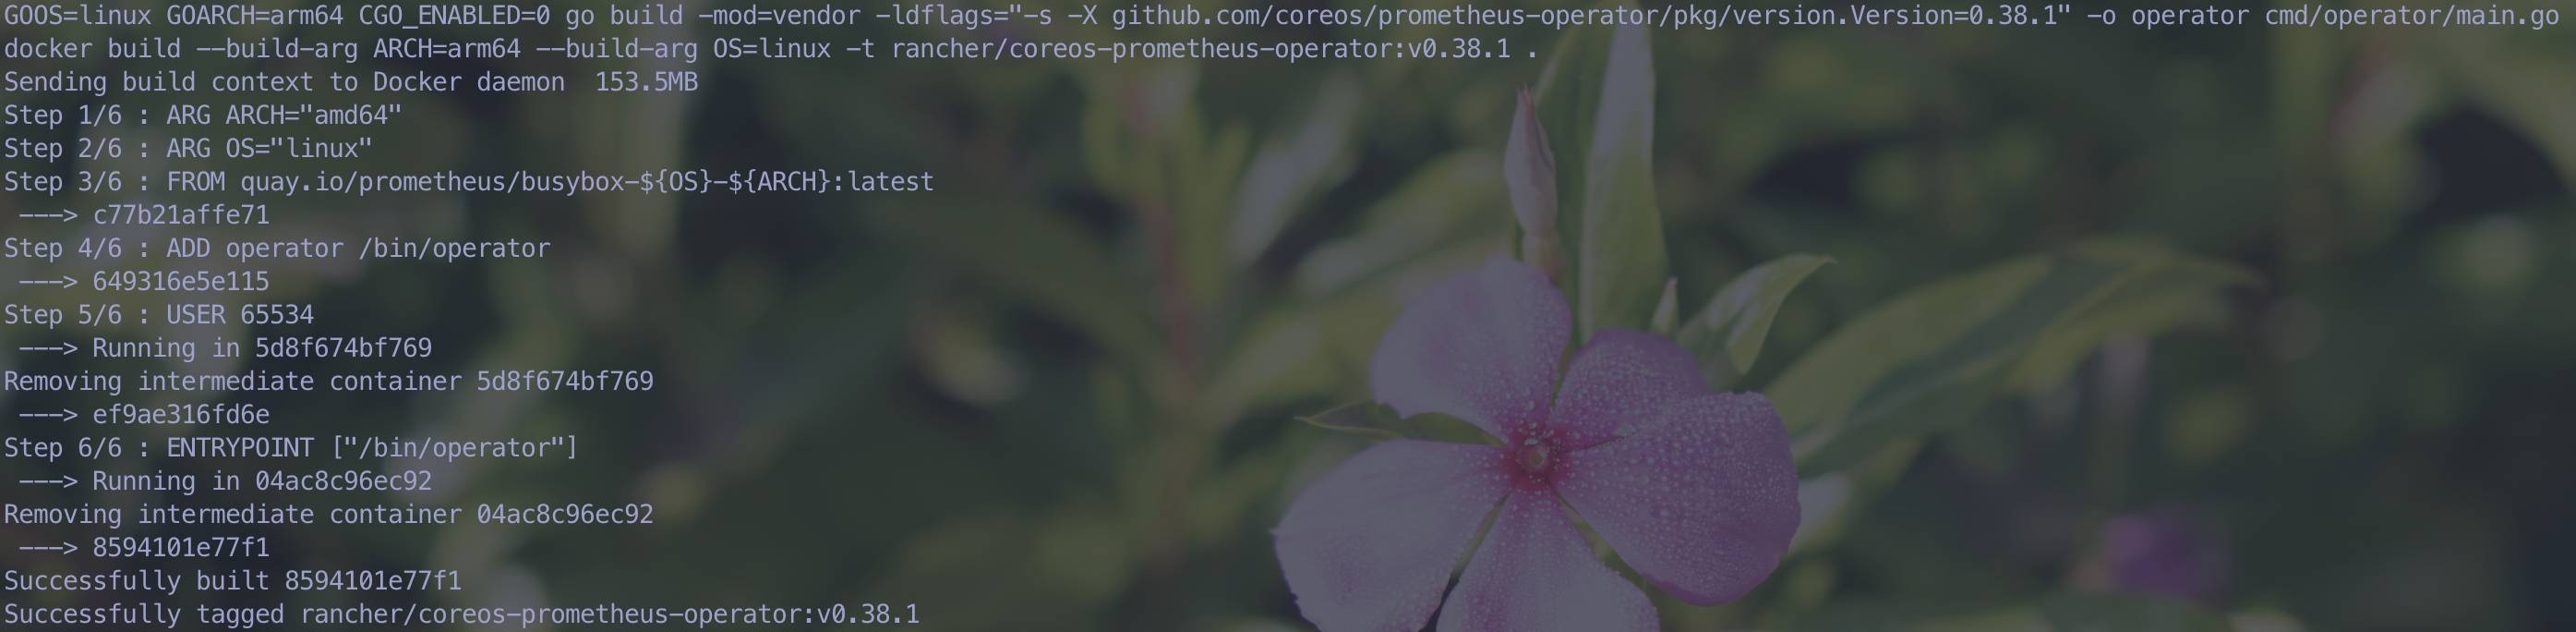 GOOS=linux GOARCH=arm64 CGO_ENABLED=0 go build -mod=vendor -ldflags="-s -X github.com/coreos/prometheus-operator/pkg/version.Version=0.38.1" -o operator cmd/operator/main.go
docker build --build-arg ARCH=arm64 --build-arg OS=linux -t rancher/coreos-prometheus-operator:v0.38.1 .
Sending build context to Docker daemon  153.5MB
Step 1/6 : ARG ARCH="amd64"
Step 2/6 : ARG OS="linux"
Step 3/6 : FROM quay.io/prometheus/busybox-${OS}-${ARCH}:latest
 ---> c77b21affe71
Step 4/6 : ADD operator /bin/operator
 ---> 649316e5e115
Step 5/6 : USER 65534
 ---> Running in 5d8f674bf769
Removing intermediate container 5d8f674bf769
 ---> ef9ae316fd6e
Step 6/6 : ENTRYPOINT ["/bin/operator"]
 ---> Running in 04ac8c96ec92
Removing intermediate container 04ac8c96ec92
 ---> 8594101e77f1
Successfully built 8594101e77f1
Successfully tagged rancher/coreos-prometheus-operator:v0.38.1